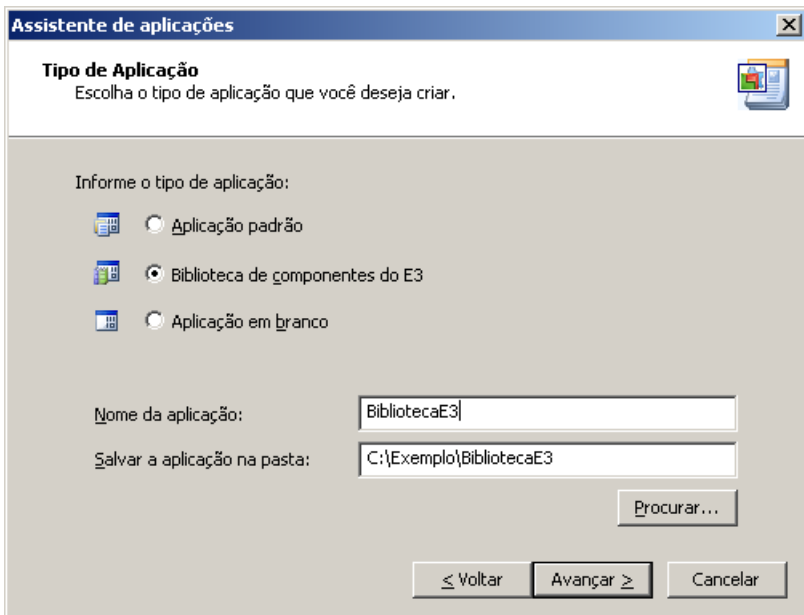 Assistente de aplicações
Tipo de Aplicação
Escolha o tipo de aplicação que você deseja criar.
Informe o tipo de aplicação:
Aplicação padrão
Biblioteca de componentes do E3
Aplicação em branco
Nome da aplicação:
BibliotecaE3
Salvar a aplicação na pasta:
C:\Exemplo\BibliotecaE3
Procurar...
< Voltar
Avançar >
Cancelar